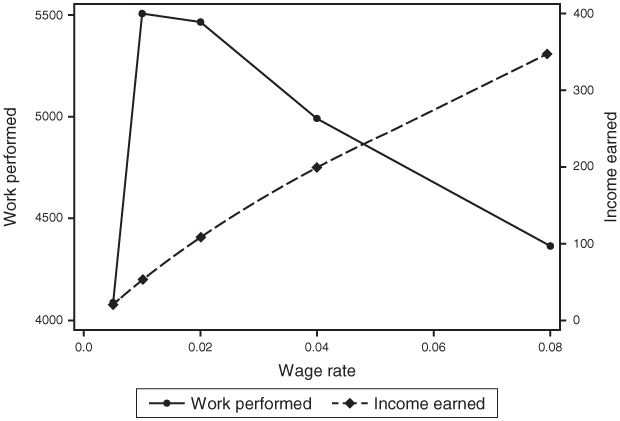 5500
5000
4500
4000
Work performed
400
300
200
100
0
Income earned
0.0 0.02 0.04 0.06 0.08
Wage rate
Work performed Income earned